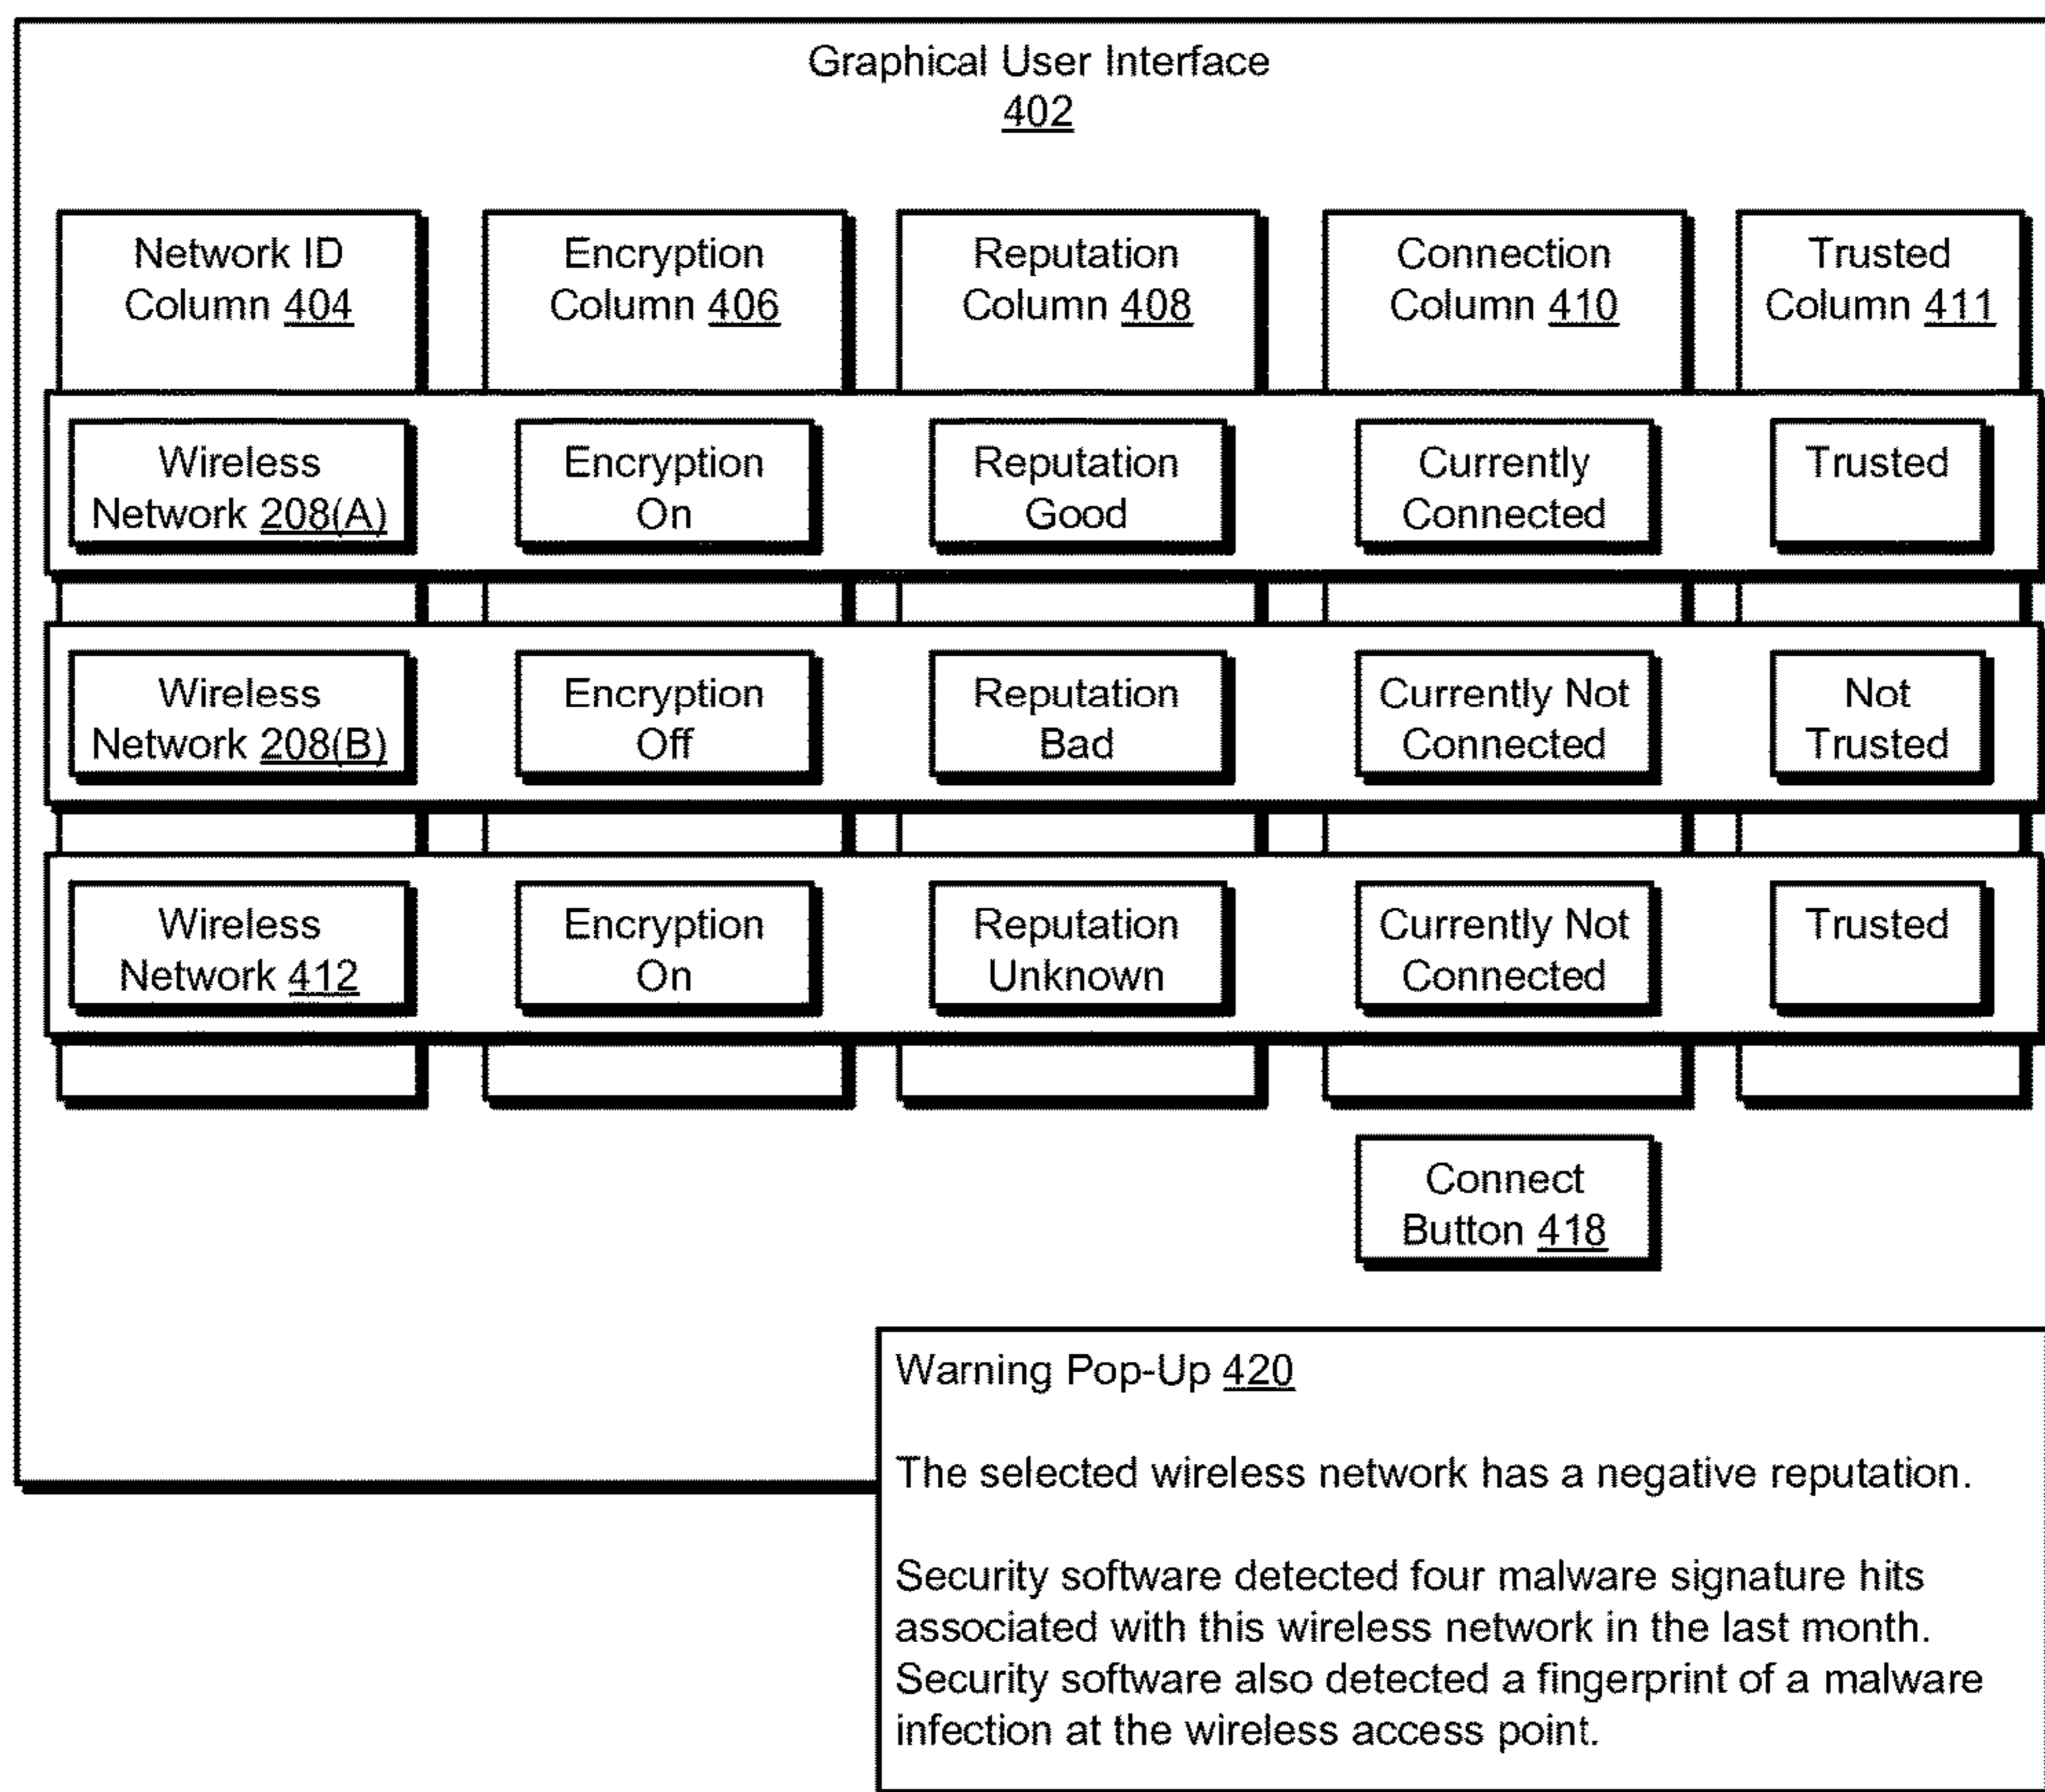 Graphical User Interface
402
Network ID
Column 404
Encryption
Column 406
Reputation
Column 408
Connection
Column 410
Trusted
Column 411
Wireless
Network 208(A)
Encryption
On
Reputation
Good
Currently
Connected
Trusted
Wireless
Network 208(B)
Encryption
Off
Reputation
Bad
Currently Not
Connected
Not
Trusted
Wireless
Network 412
Encryption
On
Reputation
Unknown
Currently Not
Connected
Trusted
Connect
Button 418
Warning Pop-Up 420
The selected wireless network has a negative reputation.
Security software detected four malware signature hits
associated with this wireless network in the last month.
Security software also detected a fingerprint of a malware
infection at the wireless access point.